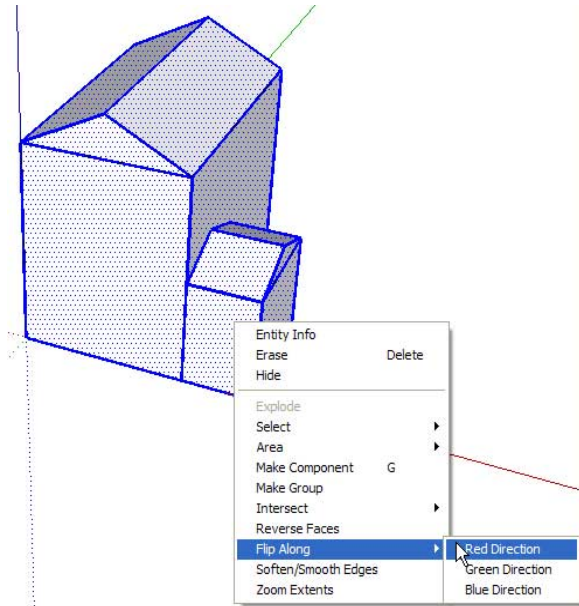 Entity Info
Erase Delete
Hide
Explode
Select
Area
Make Component G
Make Group
Intersect
Reverse Faces
Flip Along Red Direction
Soften/Smooth Edges Green Direction
Zoom Extents Blue Direction